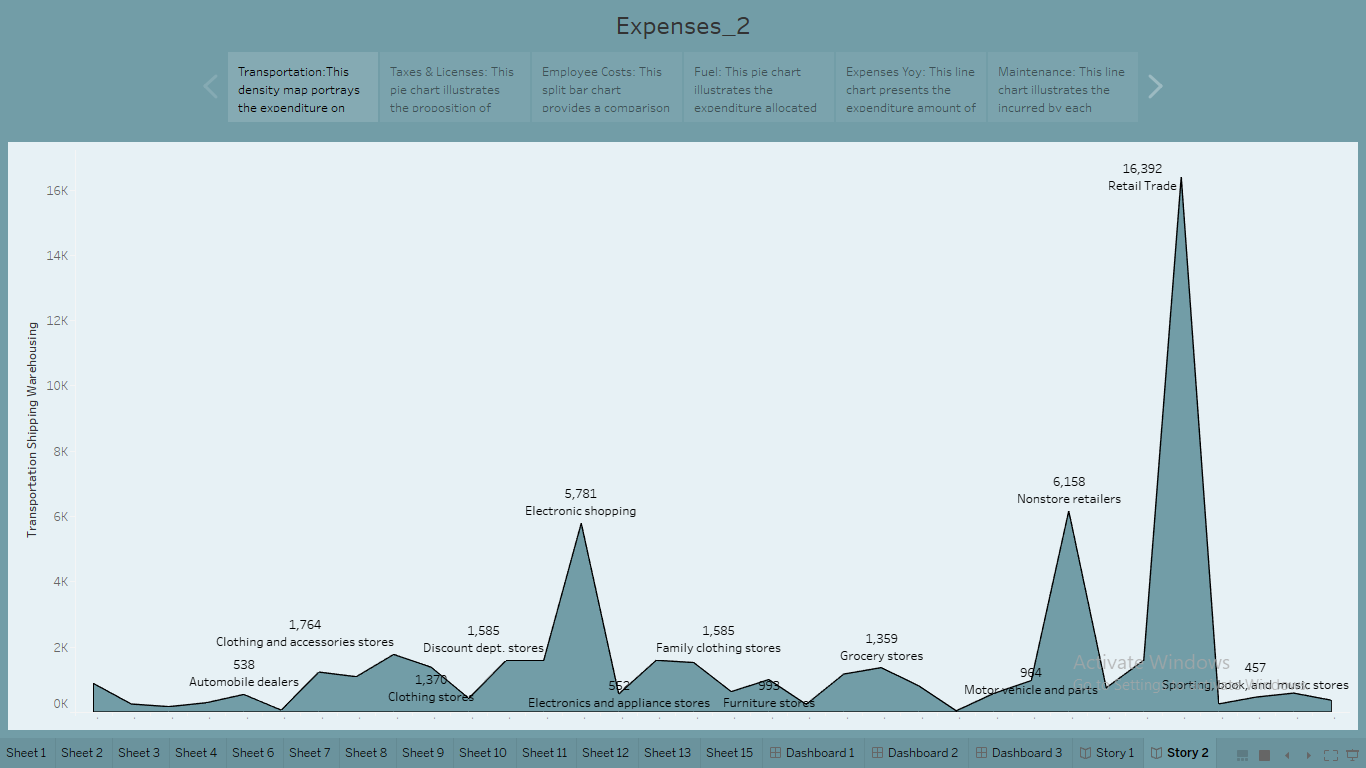 Expenses_2
Transportation:This
density map portrays
the expenditure on
Taxes & Licenses: This
pie chart illustrates
the proposition of
Employee Costs: This
split bar chart
provides a comparison
Fuel: This pie chart
illustrates the
expenditure allocated
Expenses Yoy: This line
chart presents the
expenditure amount of
Maintenance: This line
chart illustrates the
incurred by each
Transportation Shipping Warehousing
16K
14K
12K
10K
8K
6K
4K
2K
0K
16,392
Retail Trade
6,158
Nonstore retailers
5,781
Electronic shopping
1,764
Clothing and accessories stores
538
Automobile dealers
1,370
Clothing stores
1,585
Discount dept. stores
552
Electronics and appliance stores
1,585
Family clothing stores
993
Furniture stores
1,359
Grocery stores
964
Motor vehicle and parts
457
Sporting, book, and music stores
Activate Windows
Go to Settings to activate Windows.
Sheet 1
Sheet 2
Sheet 3
Sheet 4
Sheet 6
Sheet 7
Sheet 8
Sheet 9
Sheet 10
Sheet 11
Sheet 12
Sheet 13
Sheet 15
Dashboard 1
Dashboard 2
Dashboard 3
Story 1
Story 2